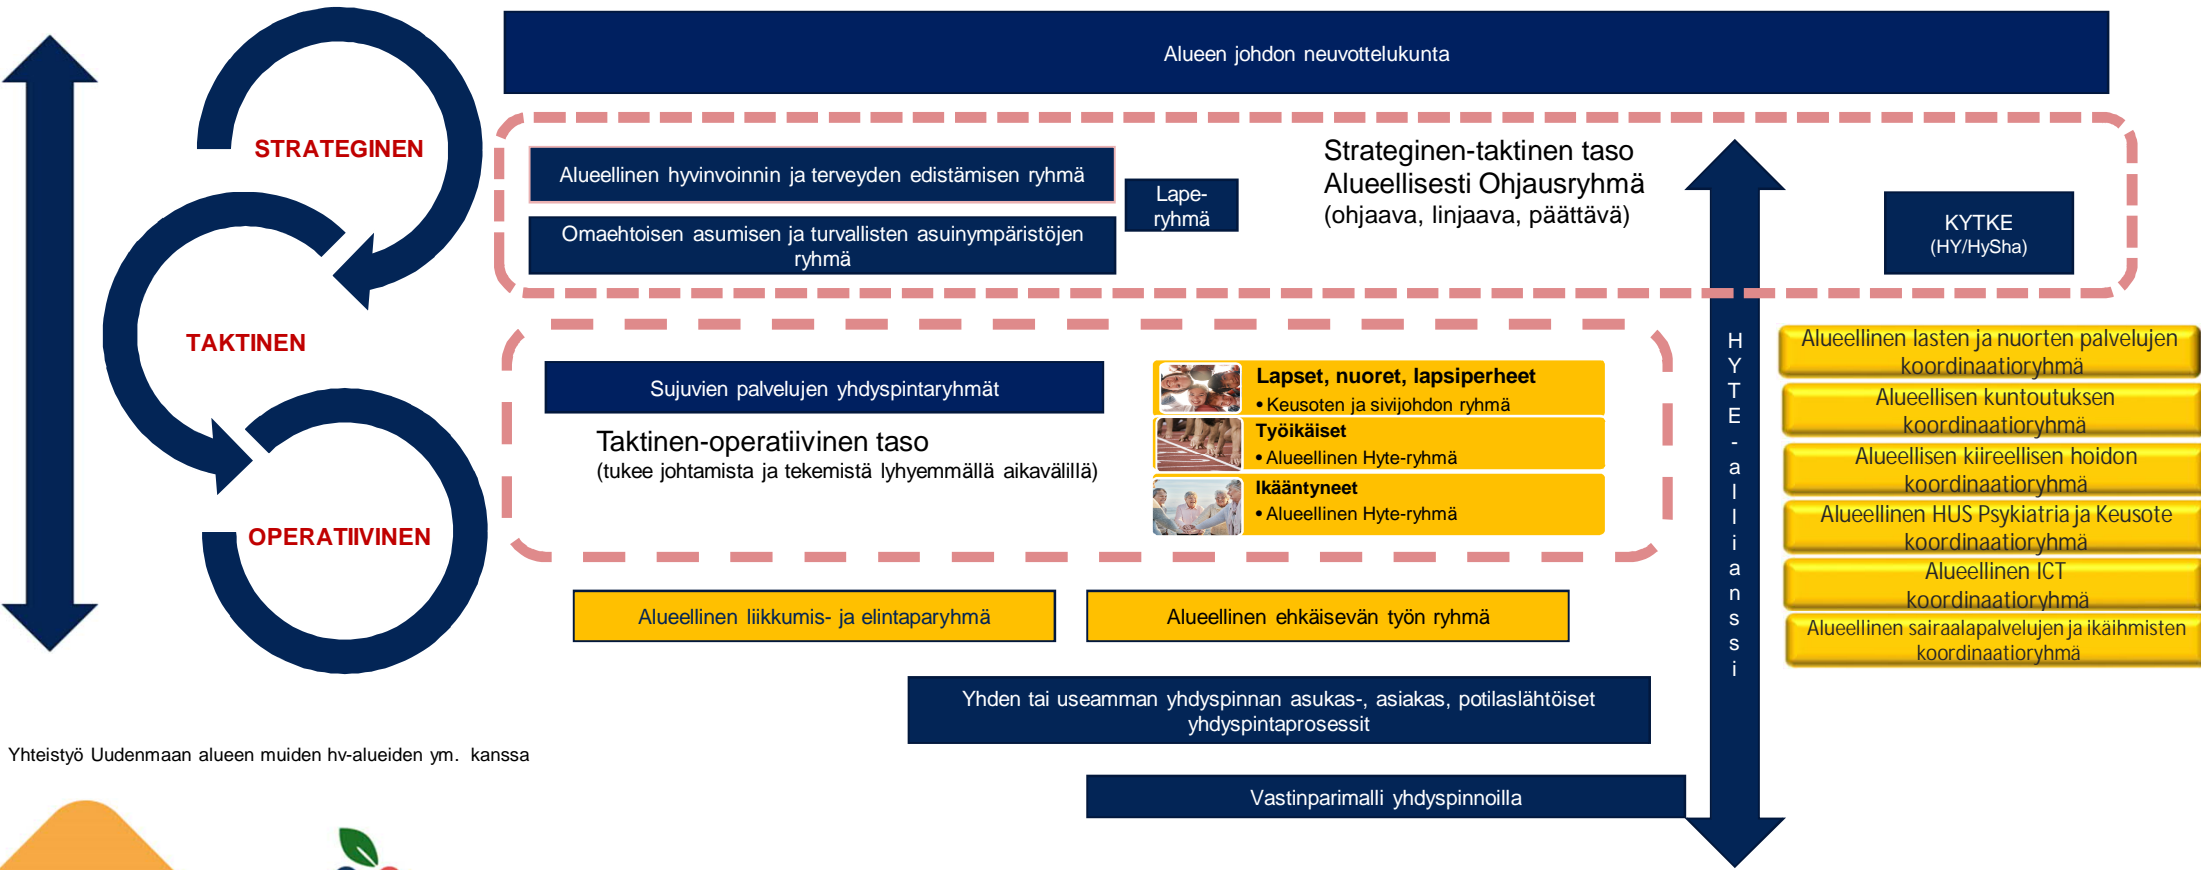 Alueen johdon neuvottelukunta
STRATEGINEN
TAKTINEN
OPERATIIVINEN
Alueellinen hyvinvoinnin ja terveyden edistämisen ryhmä
Omaehtoisen asumisen ja turvallisten asuinympäristöjen
ryhmä
Lape-
ryhmä
Strateginen-taktinen taso
Alueellisesti Ohjausryhmä
(ohjaava, linjaava, päättävä)
KYTKE
(HY/HySha)
Sujuvien palvelujen yhdyspintaryhmät
Taktinen-operatiivinen taso
(tukee johtamista ja tekemistä lyhyemmällä aikavälillä)
Lapset, nuoret, lapsiperheet
• Keusoten ja sivijohdon ryhmä
Työikäiset
• Alueellinen Hyte-ryhmä
Ikääntyneet
• Alueellinen Hyte-ryhmä
HYTE-allianssi
Alueellinen lasten ja nuorten palvelujen
koordinaatioryhmä
Alueellisen kuntoutuksen
koordinaatioryhmä
Alueellisen kiireellisen hoidon
koordinaatioryhmä
Alueellinen HUS Psykiatria ja Keusote
koordinaatioryhmä
Alueellinen ICT
koordinaatioryhmä
Alueellinen sairaalapalvelujen ja ikäihmisten
koordinaatioryhmä
Alueellinen liikkumis- ja elintaparyhmä
Alueellinen ehkäisevän työn ryhmä
Yhden tai useamman yhdyspinnan asukas-, asiakas, potilaslähtöiset
yhdyspintaprosessit
Vastinparimalli yhdyspinnoilla
Yhteistyö Uudenmaan alueen muiden hv-alueiden ym. kanssa